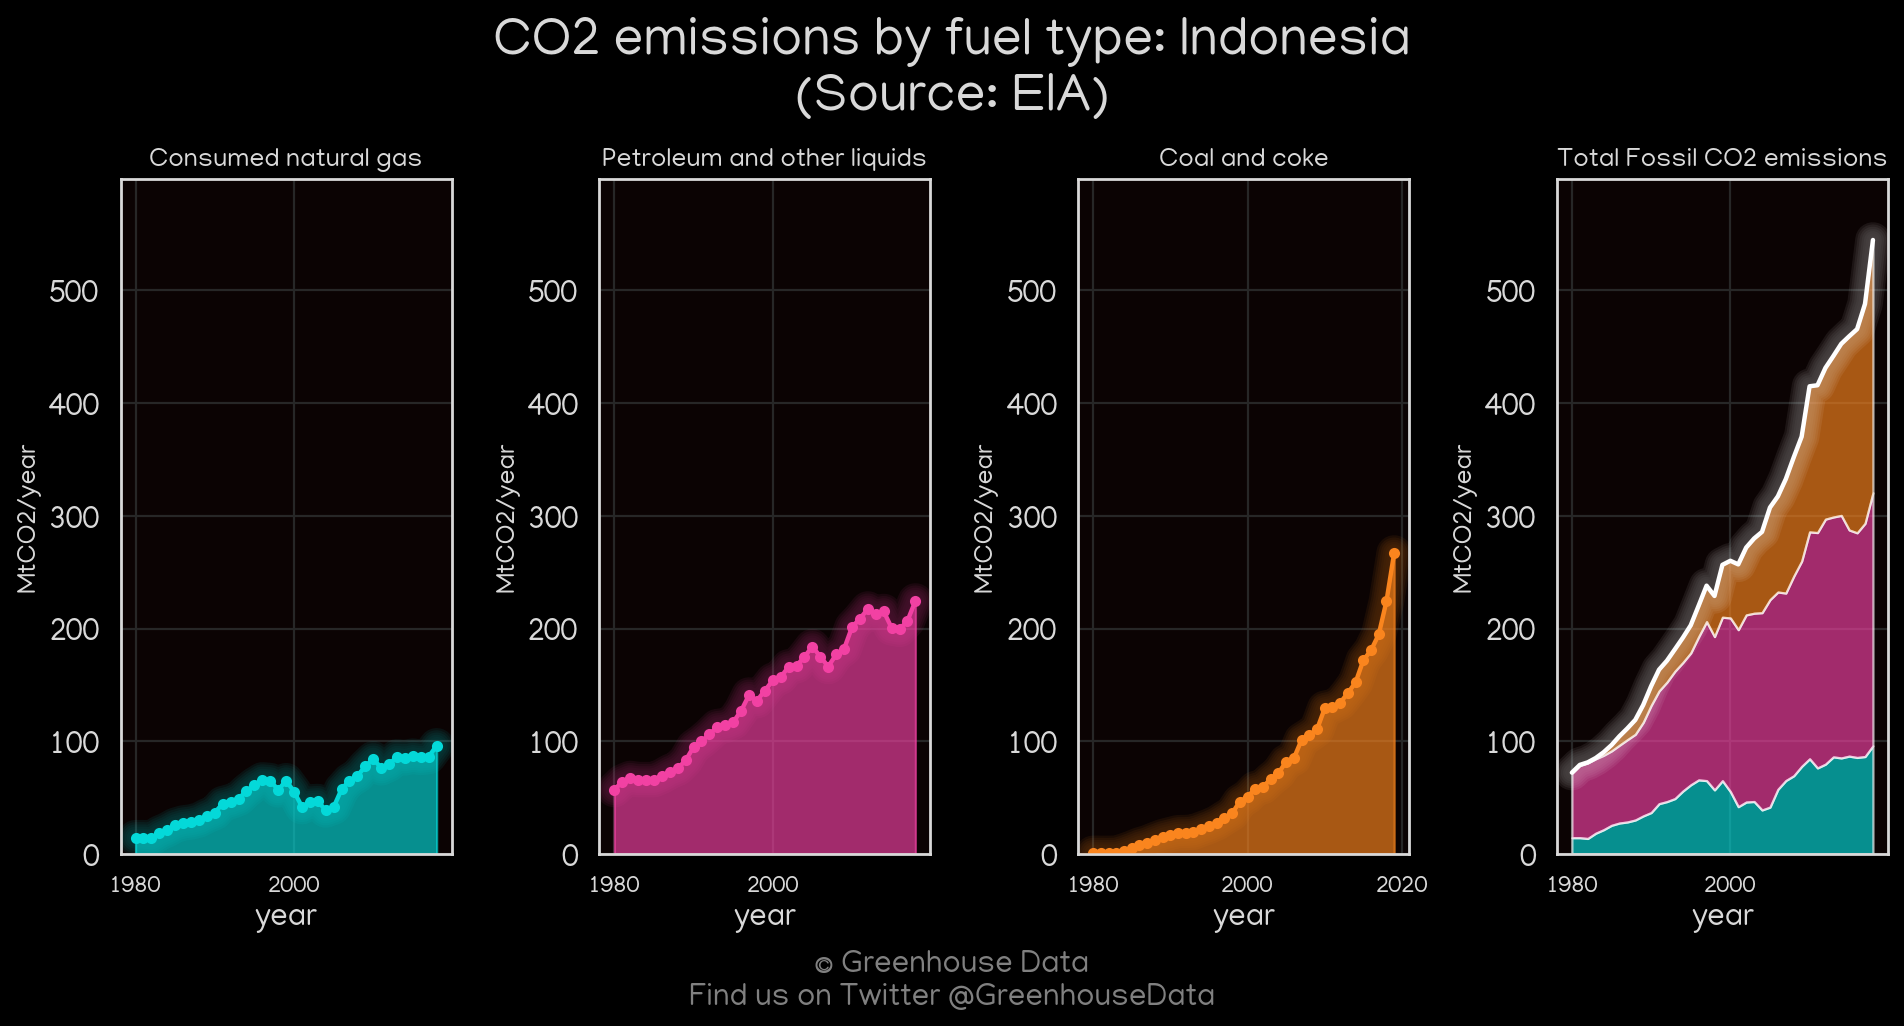 CO2 emissions by fuel type: Indonesia
(Source: EIA)
Consumed natural gas
Petroleum and other liquids
Coal and coke
Total Fossil CO2 emissions
MtCO2/year
500
400
300
200
100
0
1980
2000
year
MtCO2/year
500
400
300
200
100
0
1980
2000
year
MtCO2/year
500
400
300
200
100
0
1980
2000
2020
year
MtCO2/year
500
400
300
200
100
0
1980
2000
year
© Greenhouse Data
Find us on Twitter @GreenhouseData